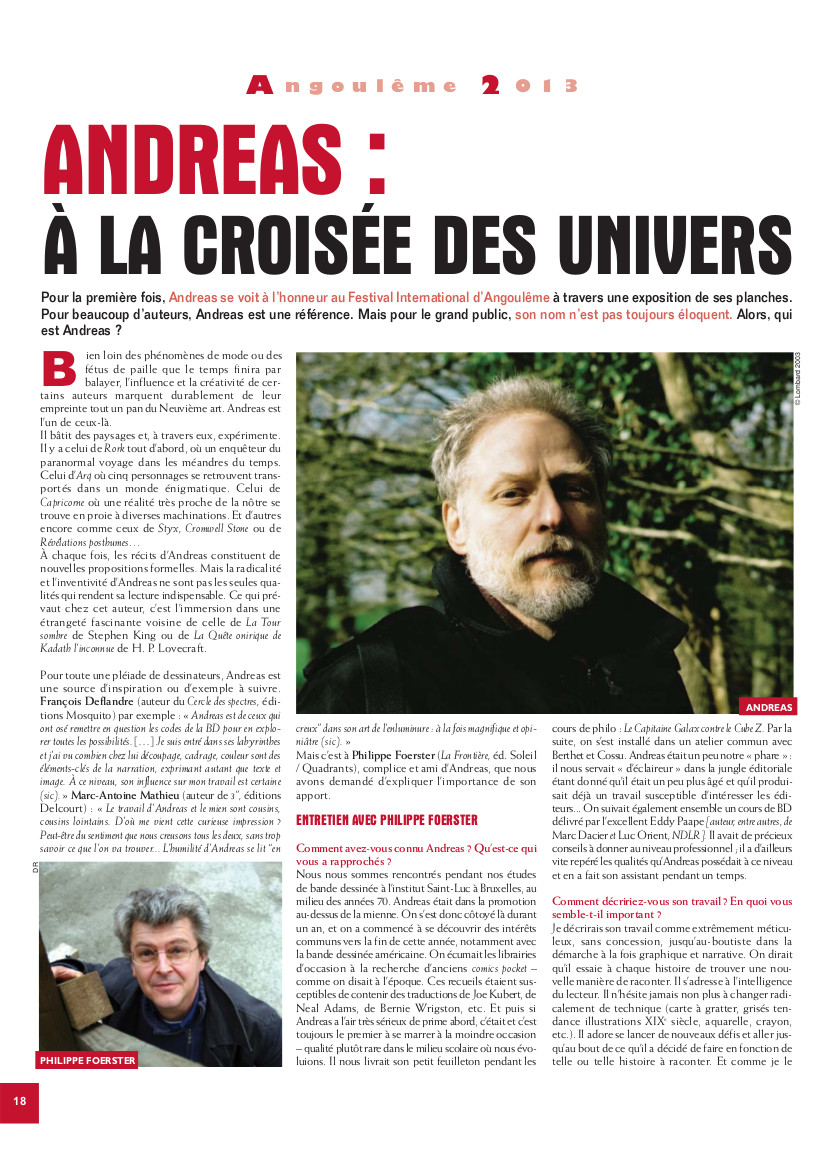 Angoulême 2013
ANDREAS :
À LA CROISÉE DES UNIVERS
Pour la première fois, Andreas se voit à l'honneur au Festival International d'Angoulême à travers une exposition de ses planches.
Pour beaucoup d'auteurs, Andreas est une référence. Mais pour le grand public, son nom n'est pas toujours éloquent. Alors, qui
est Andreas ?
Bien loin des phénomènes de mode ou des
fétus de paille que le temps finira par
balayer, l'influence et la créativité de cer-
tains auteurs marquent durablement de leur
empreinte tout un pan du Neuvième art. Andreas est
l'un de ceux-là.
Il bâtit des paysages et, à travers eux, expérimente.
Il y a celui de Rork tout d'abord, où un enquêteur du
paranormal voyage dans les méandres du temps.
Celui d'Arq où cinq personnages se retrouvent trans-
portés dans un monde énigmatique. Celui de
Capricorne où une réalité très proche de la nôtre se
trouve en proie à diverses machinations. Et d'autres
encore comme ceux de Styx, Cromwell Stone ou de
Révélations posthumes…
À chaque fois, les récits d'Andreas constituent de
nouvelles propositions formelles. Mais la radicalité
et l'inventivité d'Andreas ne sont pas les seules qua-
lités qui rendent sa lecture indispensable. Ce qui pré-
vaut chez cet auteur, c'est l'immersion dans une
étrangeté fascinante voisine de celle de La Tour
sombre de Stephen King ou de La Quête onirique de
Kadath l'inconnue de H. P. Lovecraft.
Pour toute une pléiade de dessinateurs, Andreas est
une source d'inspiration ou d'exemple à suivre.
François Deflandre (auteur du Cercle des spectres, édi-
tions Mosquito) par exemple : « Andreas est de ceux qui
ont osé remettre en question les codes de la BD pour en explo-
rer toutes les possibilités. […] Je suis entré dans ses labyrinthes
et j'ai vu combien chez lui découpage, cadrage, couleur sont des
éléments-clés de la narration, exprimant autant que texte et
image. À ce niveau, son influence sur mon travail est certaine
(sic). » Marc-Antoine Mathieu (auteur de 3", éditions
Delcourt) : « Le travail d'Andreas et le mien sont cousins,
cousins lointains. D'où me vient cette curieuse impression ?
Peut-être du sentiment que nous creusons tous les deux, sans trop
savoir ce que l'on va trouver... L'humilité d'Andreas se lit "en
DR
PHILIPPE FOERSTER
© Lombard 2003
ANDREAS
creux" dans son art de l'enluminure : à la fois magnifique et opi-
niâtre (sic). »
Mais c'est à Philippe Foerster (La Frontière, éd. Soleil
/ Quadrants), complice et ami d'Andreas, que nous
avons demandé d'expliquer l'importance de son
apport.
ENTRETIEN AVEC PHILIPPE FOERSTER
Comment avez-vous connu Andreas ? Qu'est-ce qui
vous a rapprochés ?
Nous nous sommes rencontrés pendant nos études
de bande dessinée à l'institut Saint-Luc à Bruxelles, au
milieu des années 70. Andreas était dans la promotion
au-dessus de la mienne. On s'est donc côtoyé là durant
un an, et on a commencé à se découvrir des intérêts
communs vers la fin de cette année, notamment avec
la bande dessinée américaine. On écumait les librairies
d'occasion à la recherche d'anciens comics pocket –
comme on disait à l'époque. Ces recueils étaient sus-
ceptibles de contenir des traductions de Joe Kubert, de
Neal Adams, de Bernie Wrigston, etc. Et puis si
Andreas a l'air très sérieux de prime abord, c'était et c'est
toujours le premier à se marrer à la moindre occasion
– qualité plutôt rare dans le milieu scolaire où nous évo-
luions. Il nous livrait son petit feuilleton pendant les
cours de philo : Le Capitaine Galax contre le Cube Z. Par la
suite, on s'est installé dans un atelier commun avec
Berthet et Cossu. Andreas était un peu notre « phare » :
il nous servait « d'éclaireur » dans la jungle éditoriale
étant donné qu'il était un peu plus âgé et qu'il produi-
sait déjà un travail susceptible d'intéresser les édi-
teurs... On suivait également ensemble un cours de BD
délivré par l'excellent Eddy Paape [auteur, entre autres, de
Marc Dacier et Luc Orient, NDLR]. Il avait de précieux
conseils à donner au niveau professionnel ; il a d'ailleurs
vite repéré les qualités qu'Andreas possédait à ce niveau
et en a fait son assistant pendant un temps.
Comment décririez-vous son travail ? En quoi vous
semble-t-il important ?
Je décrirais son travail comme extrêmement méticu-
leux, sans concession, jusqu'au-boutiste dans la
démarche à la fois graphique et narrative. On dirait
qu'il essaie à chaque histoire de trouver une nou-
velle manière de raconter. Il s'adresse à l'intelligence
du lecteur. Il n'hésite jamais non plus à changer radi-
calement de technique (carte à gratter, grisés ten-
dance illustrations XIXe siècle, aquarelle, crayon,
etc.). Il adore se lancer de nouveaux défis et aller jus-
qu'au bout de ce qu'il a décidé de faire en fonction de
telle ou telle histoire à raconter. Et comme je le
18